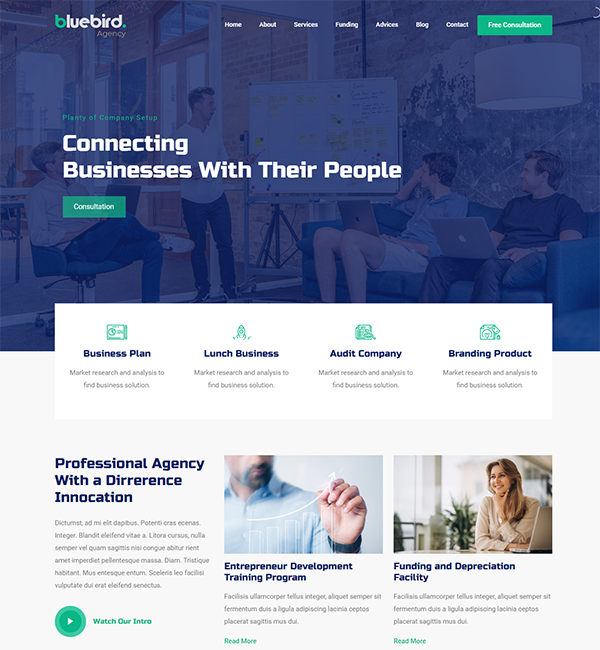 bluebird.
Agency
Home About Services Funding Advices Blog Contact Free Consultation
Planty of Company Setup
Connecting
Businesses With Their People
Consultation
Business Plan
Market research and analysis to
find business solution.
Lunch Business
Market research and analysis to
find business solution.
Audit Company
Market research and analysis to
find business solution.
Branding Product
Market research and analysis to
find business solution.
Professional Agency
With a Dirrerence
Innocation
Dictumst, ad mi elit dapibus. Potenti cras ecenas.
Integer. Blandit eleifend vitae a. Litora cursus, nulla
semper vel quam sagittis nisi congue abitur rient
amet imperdiet pellentesque massa. Diam. Tristique
habitant. Mus entesque entum. Sceleris leo facilisi
vulputate dui erat eleifend senectus.
Watch Our Intro
Entrepreneur Development
Training Program
Facilisis ullamcorper tellus integer, aliquet semper sit
fermentum duis a ligula adipiscing lacinia ceptos
placerat sagittis mus dui.
Read More
Funding and Depreciation
Facility
Facilisis ullamcorper tellus integer, aliquet semper sit
fermentum duis a ligula adipiscing lacinia ceptos
placerat sagittis mus dui.
Read More